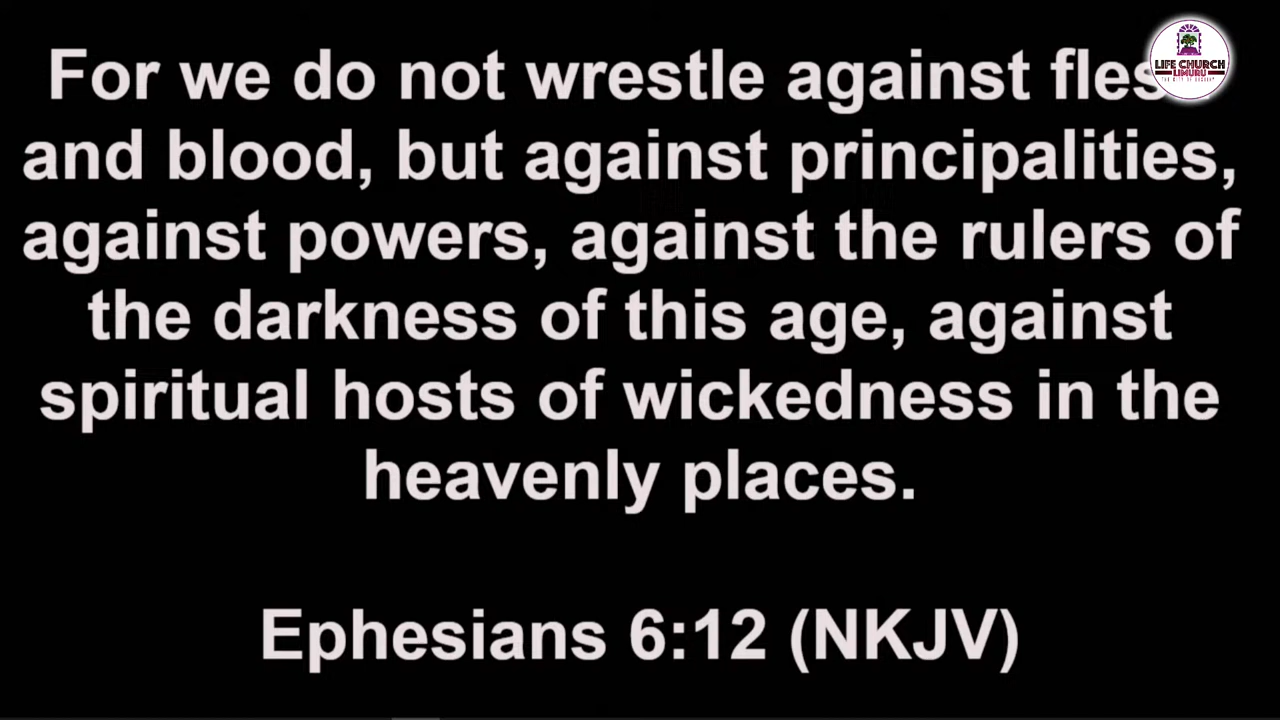 For we do not wrestle against fles
and blood, but against principalities,
against powers, against the rulers of
the darkness of this age, against
spiritual hosts of wickedness in the
heavenly places.
Ephesians 6:12 (NKJV)
LIFE CHURCH
LIMURU